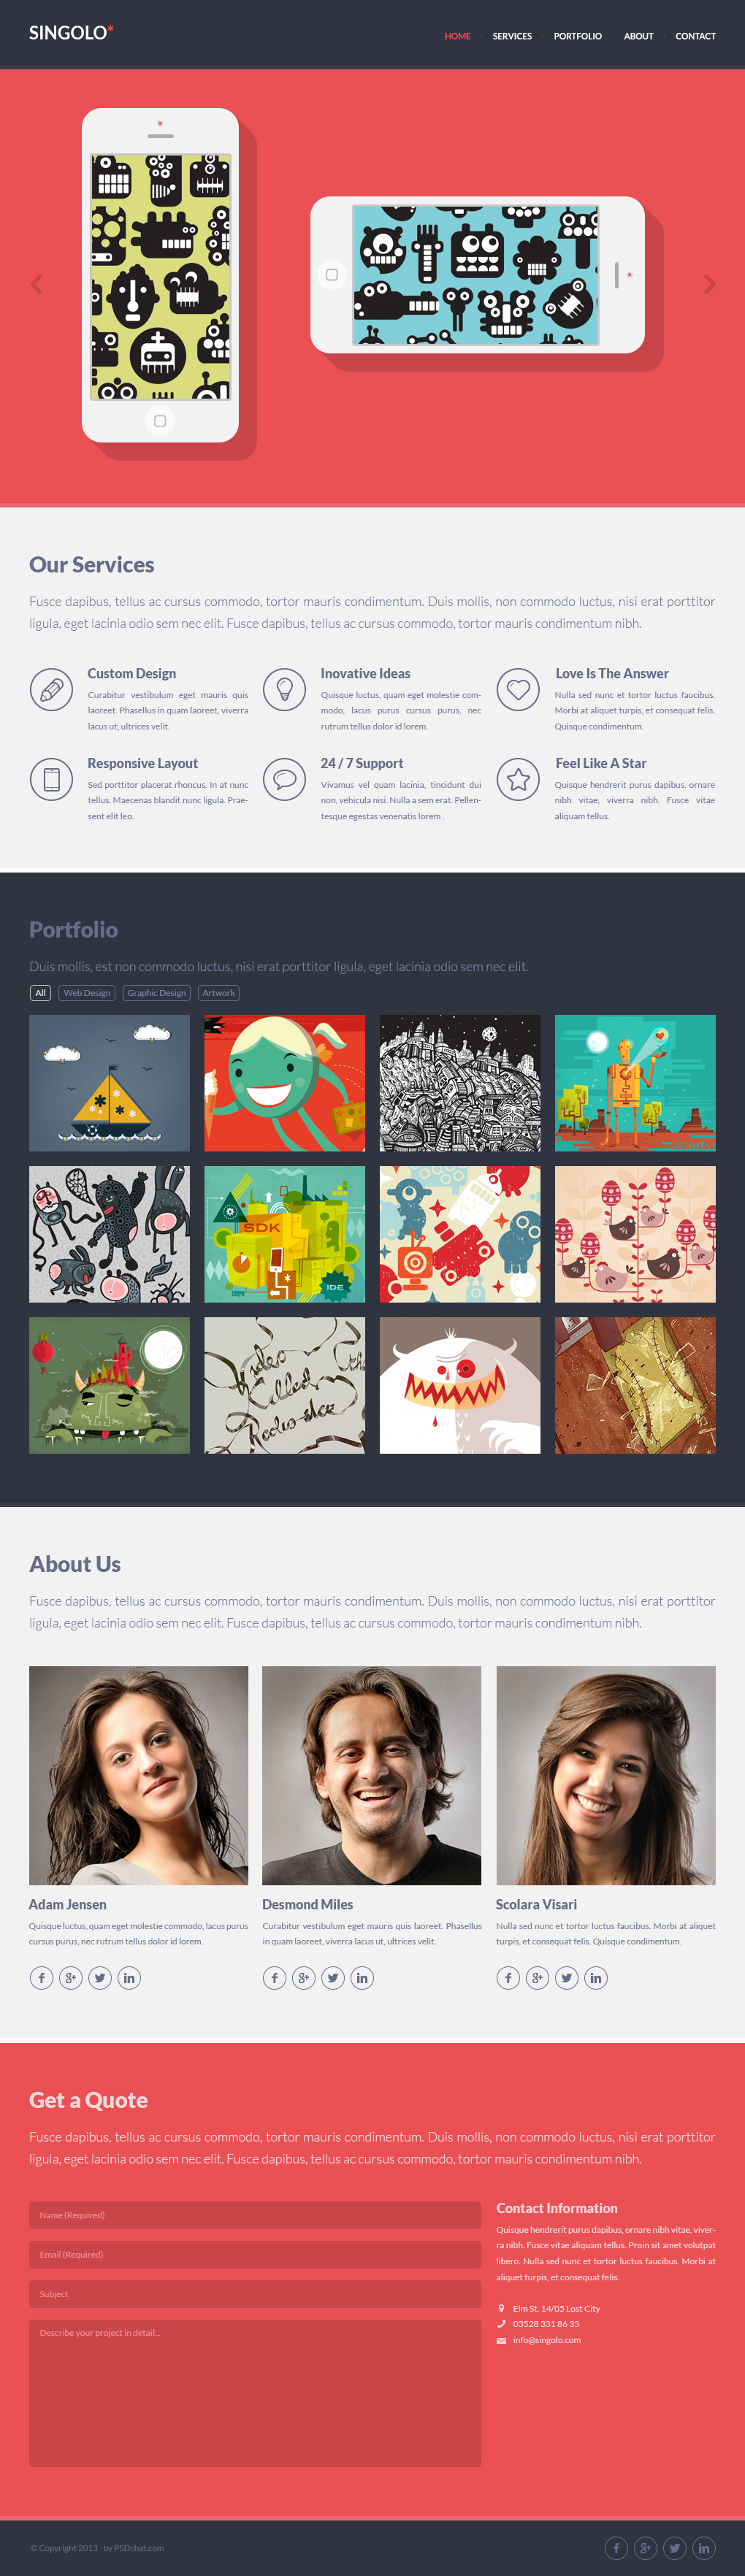 SINGOLO*
HOME
SERVICES
PORTFOLIO
ABOUT
CONTACT
Our Services
Fusce dapibus, tellus ac cursus commodo, tortor mauris condimentum. Duis mollis, non commodo luctus, nisi erat porttitor
ligula, eget lacinia odio sem nec elit. Fusce dapibus, tellus ac cursus commodo, tortor mauris condimentum nibh.
Custom Design
Curabitur vestibulum eget mauris quis
laoreet. Phasellus in quam laoreet, viverra
lacus ut, ultrices velit.
Inovative Ideas
Quisque luctus, quam eget molestie com-
modo, lacus purus cursus purus, nec
rutrum tellus dolor id lorem.
Love Is The Answer
Nulla sed nunc et tortor luctus faucibus.
Morbi at aliquet turpis, et consequat felis.
Quisque condimentum.
Responsive Layout
Sed porttitor placerat rhoncus. In at nunc
tellus. Maecenas blandit nunc ligula. Prae-
sent elit leo.
24 / 7 Support
Vivamus vel quam lacinia, tincidunt dui
non, vehicula nisi. Nulla a sem erat. Pellen-
tesque egestas venenatis lorem .
Feel Like A Star
Quisque hendrerit purus dapibus, ornare
nibh vitae, viverra nibh. Fusce vitae
aliquam tellus.
Portfolio
Duis mollis, est non commodo luctus, nisi erat porttitor ligula, eget lacinia odio sem nec elit.
All
Web Design
Graphic Design
Artwork
SDK
IDE
Video
Killed
Radio star
About Us
Fusce dapibus, tellus ac cursus commodo, tortor mauris condimentum. Duis mollis, non commodo luctus, nisi erat porttitor
ligula, eget lacinia odio sem nec elit. Fusce dapibus, tellus ac cursus commodo, tortor mauris condimentum nibh.
Adam Jensen
Quisque luctus, quam eget molestie commodo, lacus purus
cursus purus, nec rutrum tellus dolor id lorem.
Desmond Miles
Curabitur vestibulum eget mauris quis laoreet. Phasellus
in quam laoreet, viverra lacus ut, ultrices velit.
Scolara Visari
Nulla sed nunc et tortor luctus faucibus. Morbi at aliquet
turpis, et consequat felis. Quisque condimentum.
Get a Quote
Fusce dapibus, tellus ac cursus commodo, tortor mauris condimentum. Duis mollis, non commodo luctus, nisi erat porttitor
ligula, eget lacinia odio sem nec elit. Fusce dapibus, tellus ac cursus commodo, tortor mauris condimentum nibh.
Name (Required)
Email (Required)
Subject
Describe your project in detail...
Contact Information
Quisque hendrerit purus dapibus, ornare nibh vitae, viver-
ra nibh. Fusce vitae aliquam tellus. Proin sit amet volutpat
libero. Nulla sed nunc et tortor luctus faucibus. Morbi at
aliquet turpis, et consequat felis.
Elm St. 14/05 Lost City
03528 331 86 35
info@singolo.com
© Copyright 2013 · by PSDchat.com